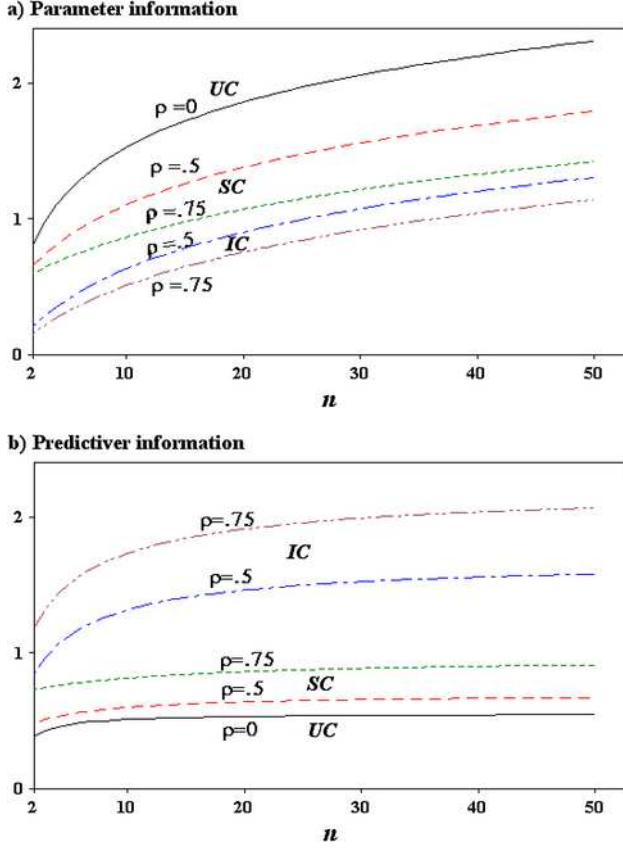 a) Parameter information
2
UC
ρ=0
ρ=.5
SC
1
ρ=.75
ρ=.5
IC
ρ=.75
0
2 10 20 30 40 50
n
b) Predictiver information
2
ρ=.75
IC
ρ=.5
1
ρ=.75
SC
ρ=.5
ρ=0
UC
0
2 10 20 30 40 50
n